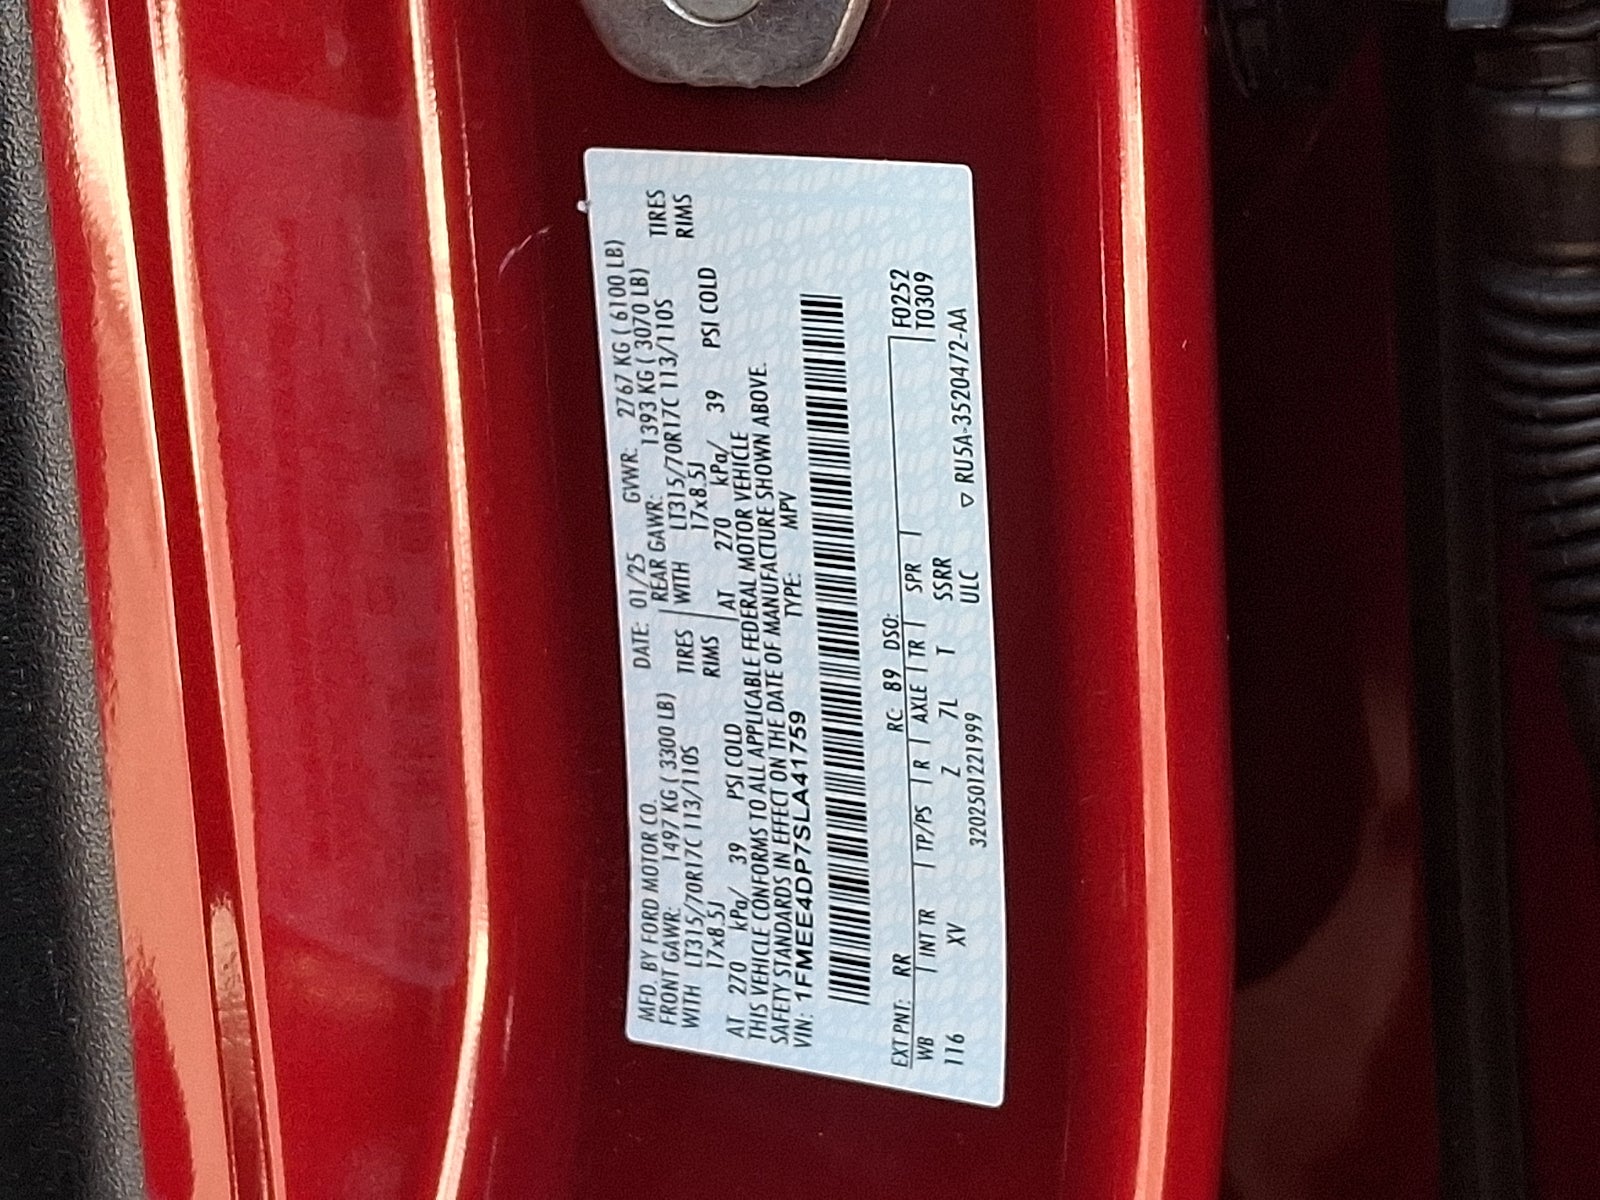 MFD. BY FORD MOTOR CO. DATE: 01/25 GVWR: 2767 KG ( 6100 LB)
FRONT GAWR: 1497 KG ( 3300 LB) REAR GAWR: 1393 KG ( 3070 LB)
WITH LT315/70R17C 113/110S TIRES WITH LT315/70R17C 113/110S TIRES
17x8.5J RIMS 17x8.5J RIMS
AT 270 kPa/ 39 PSI COLD AT 270 kPa/ 39 PSI COLD
THIS VEHICLE CONFORMS TO ALL APPLICABLE FEDERAL MOTOR VEHICLE
SAFETY STANDARDS IN EFFECT ON THE DATE OF MANUFACTURE SHOWN ABOVE.
VIN: 1FMEE4DP7SLA41759 TYPE: MPV
EXT PNT: RR RC: 89 DSO: F0252
WB INT TR TP/PS R AXLE TR SPR T0309
116 XV Z 7L T SSRR
3202501221999 ULC ▽ RU5A-3520472-AA